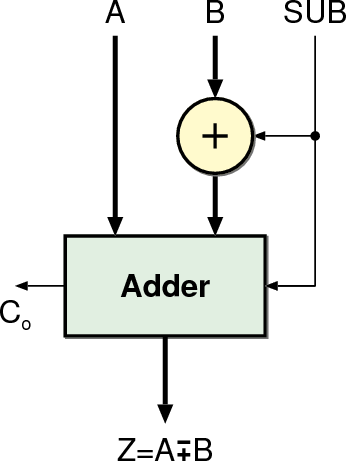 A B SUB
+
Adder
Cₒ
Z=A∓B